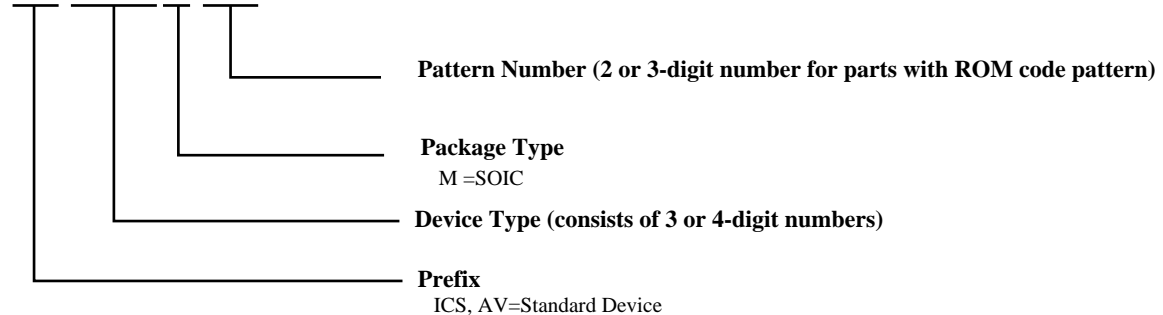 Pattern Number (2 or 3-digit number for parts with ROM code pattern)
Package Type
M =SOIC
Device Type (consists of 3 or 4-digit numbers)
Prefix
ICS, AV=Standard Device